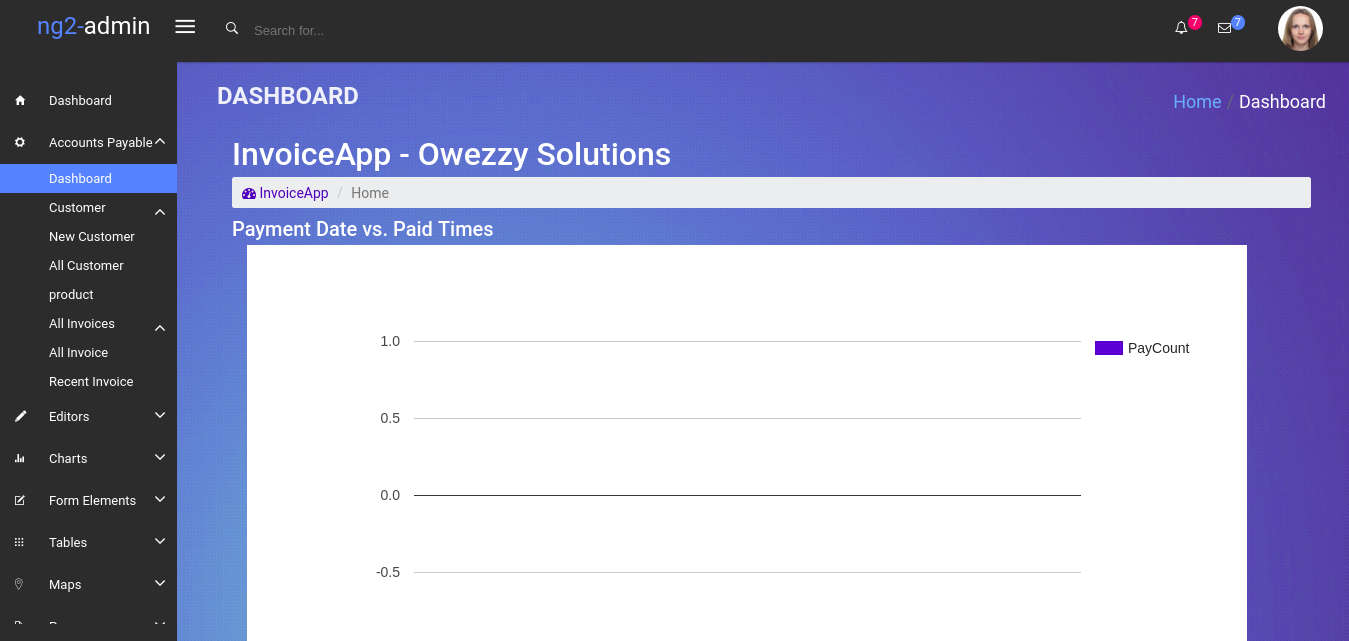 ng2-admin
Search for...
7
7
Dashboard
Accounts Payable
Dashboard
Customer
New Customer
All Customer
product
All Invoices
All Invoice
Recent Invoice
Editors
Charts
Form Elements
Tables
Maps
DASHBOARD
Home / Dashboard
InvoiceApp - Owezzy Solutions
InvoiceApp / Home
Payment Date vs. Paid Times
1.0
0.5
0.0
-0.5
PayCount